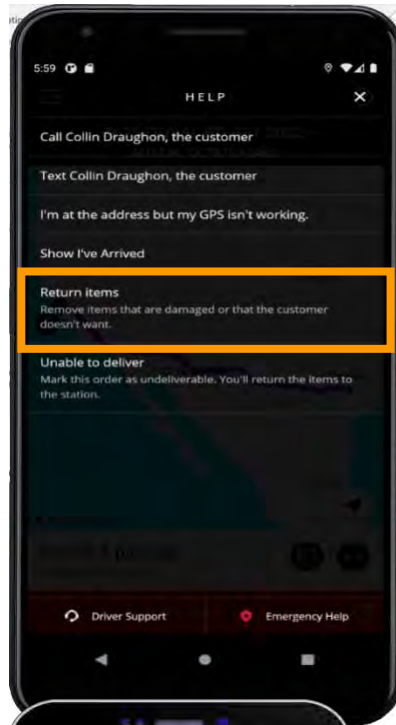 5:59
HELP
Call Collin Draughon, the customer
Text Collin Draughon, the customer
I'm at the address but my GPS isn't working.
Show I've Arrived
Return items
Remove items that are damaged or that the customer
doesn't want.
Unable to deliver
Mark this order as undeliverable. You'll return the items to
the station.
Driver Support
Emergency Help